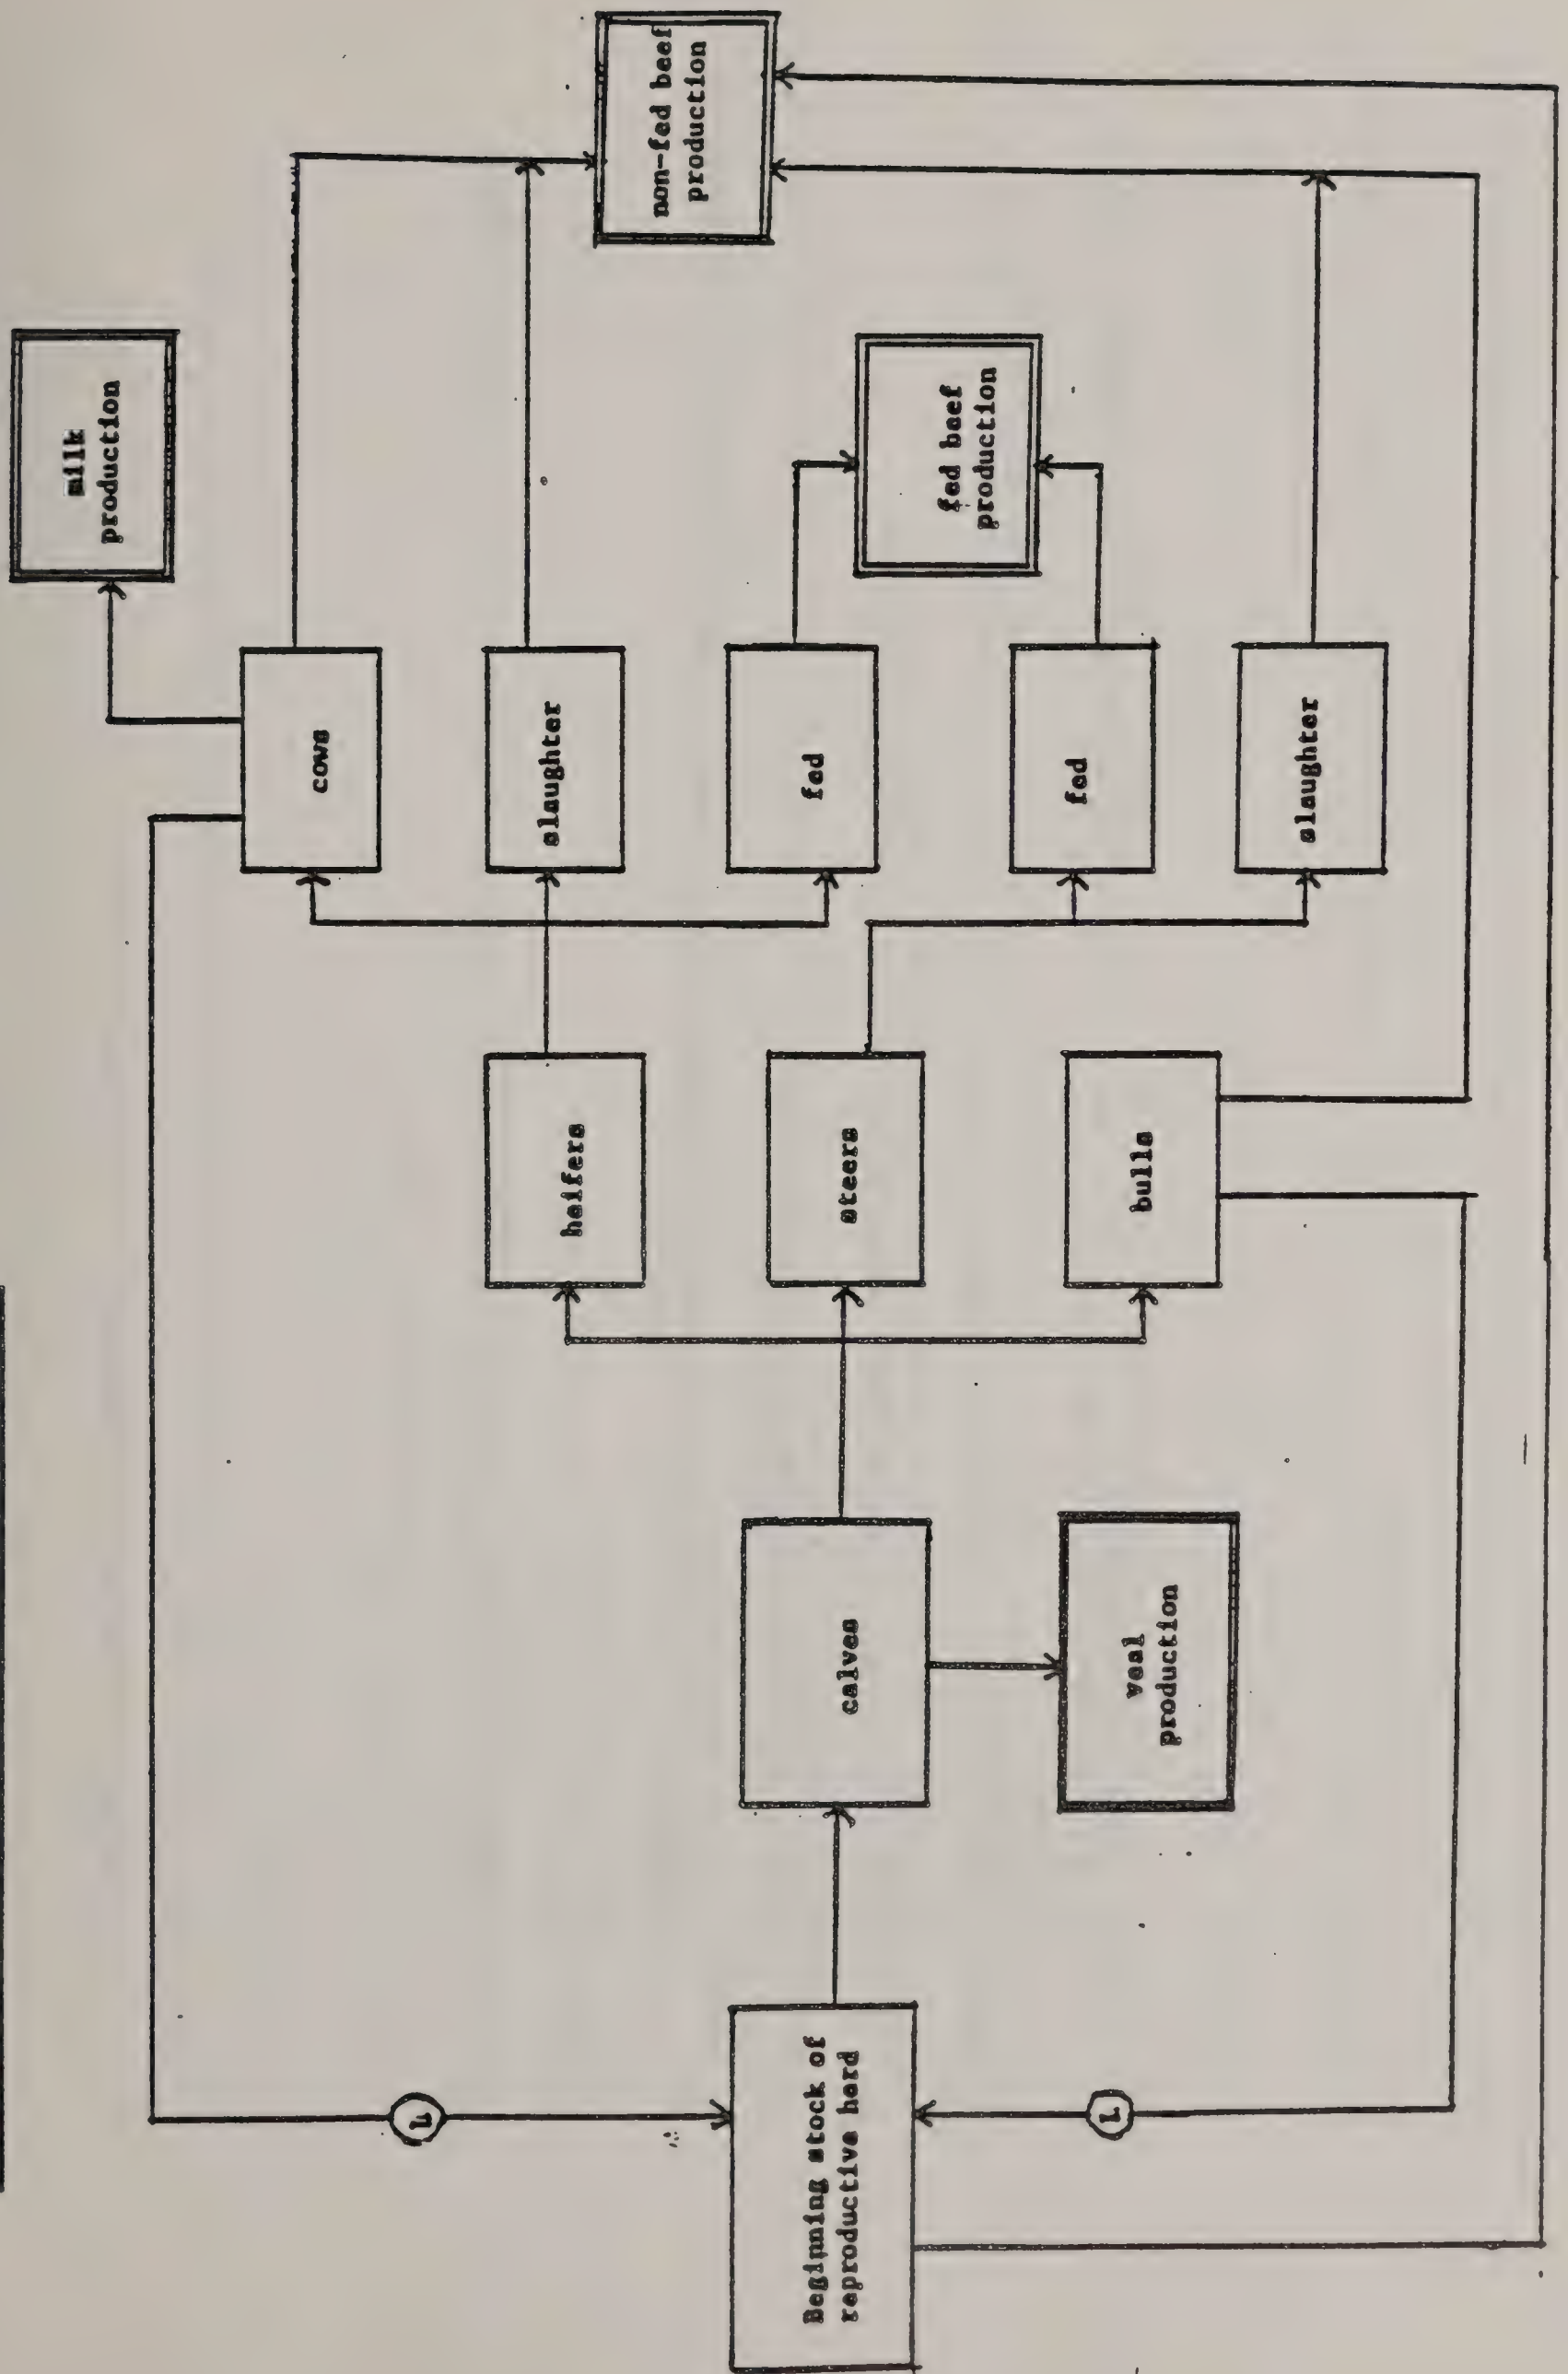 milk
production
cows
L
non-fed beef
production
heifers
slaughter
Beginning stock of
reproductive herd
calves
steers
fed
fed beef
production
L
veal
production
bulls
fed
slaughter